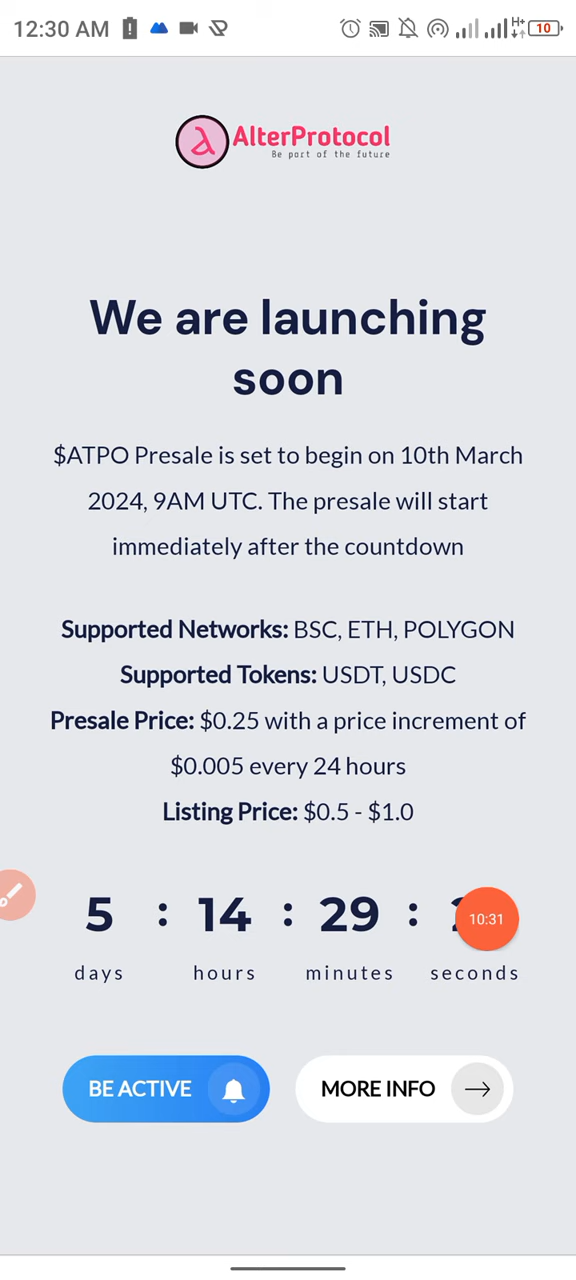 12:30 AM
H+
10
AlterProtocol
Be part of the future
We are launching
soon
$ATPO Presale is set to begin on 10th March
2024, 9AM UTC. The presale will start
immediately after the countdown
Supported Networks: BSC, ETH, POLYGON
Supported Tokens: USDT, USDC
Presale Price: $0.25 with a price increment of
$0.005 every 24 hours
Listing Price: $0.5 - $1.0
5 : 14 : 29 :
10:31
days hours minutes seconds
BE ACTIVE
MORE INFO